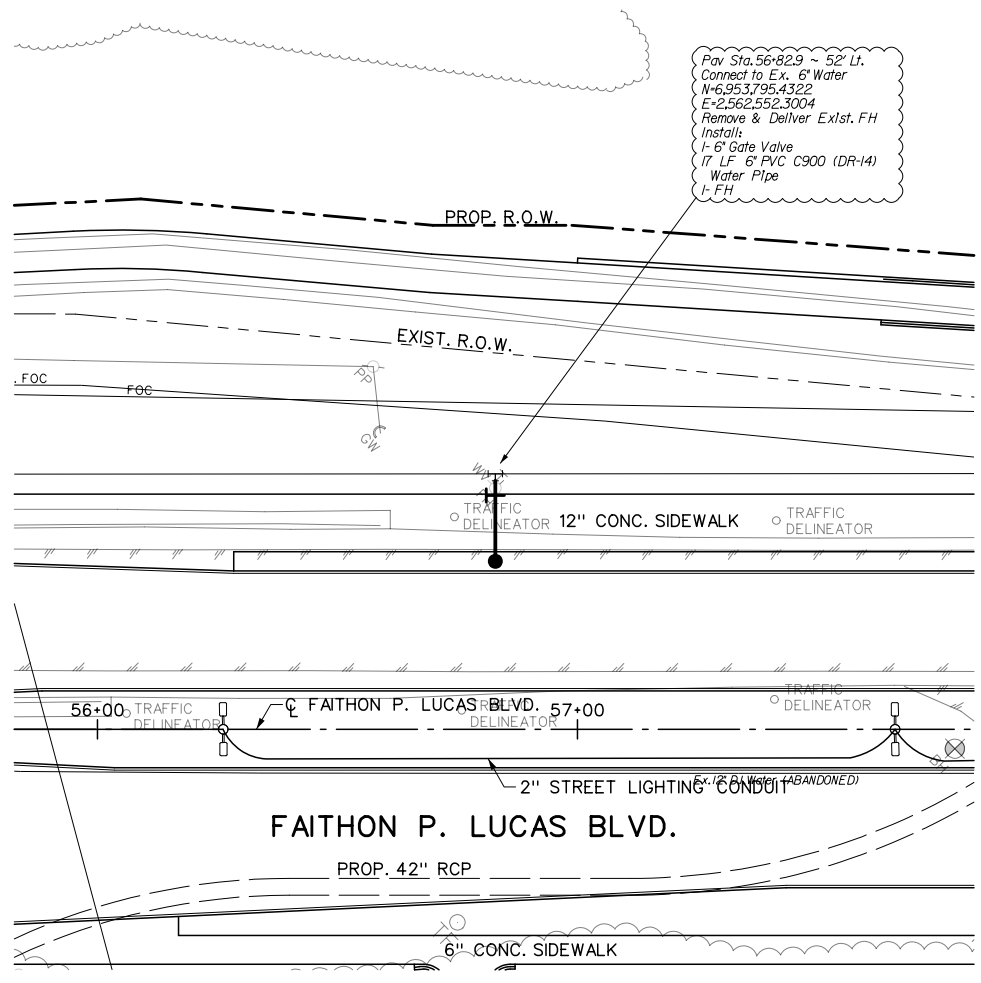 Pav Sta. 56+82.9 ~ 52' Lt.
Connect to Ex. 6" Water
N=6,953,795.4322
E=2,562,552.3004
Remove & Deliver Exist. FH
Install:
1- 6" Gate Valve
17 LF 6" PVC C900 (DR-14)
Water Pipe
1- FH
PROP. R.O.W.
EXIST. R.O.W.
PP
. FOC
FOC
GW
TRAFFIC
DELINEATOR
12" CONC. SIDEWALK
TRAFFIC
DELINEATOR
56+00
TRAFFIC
DELINEATOR
℄ FAITHON P. LUCAS BLVD.
TRAFFIC
DELINEATOR
57+00
TRAFFIC
DELINEATOR
Ex. 12" D.I. Water (ABANDONED)
2" STREET LIGHTING CONDUIT
FAITHON P. LUCAS BLVD.
PROP. 42" RCP
6" CONC. SIDEWALK